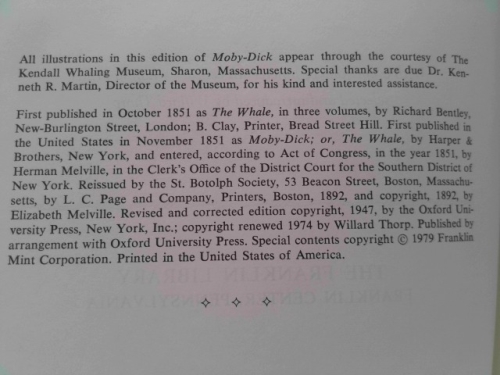 All illustrations in this edition of Moby-Dick appear through the courtesy of The
Kendall Whaling Museum, Sharon, Massachusetts. Special thanks are due Dr. Ken-
neth R. Martin, Director of the Museum, for his kind and interested assistance.
First published in October 1851 as The Whale, in three volumes, by Richard Bentley,
New-Burlington Street, London; B. Clay, Printer, Bread Street Hill. First published in
the United States in November 1851 as Moby-Dick; or, The Whale, by Harper &
Brothers, New York, and entered, according to Act of Congress, in the year 1851, by
Herman Melville, in the Clerk's Office of the District Court for the Southern District of
New York. Reissued by the St. Botolph Society, 53 Beacon Street, Boston, Massachu-
setts, by L. C. Page and Company, Printers, Boston, 1892, and copyright, 1892, by
Elizabeth Melville. Revised and corrected edition copyright, 1947, by the Oxford Uni-
versity Press, New York, Inc.; copyright renewed 1974 by Willard Thorp. Published by
arrangement with Oxford University Press. Special contents copyright © 1979 Franklin
Mint Corporation. Printed in the United States of America.